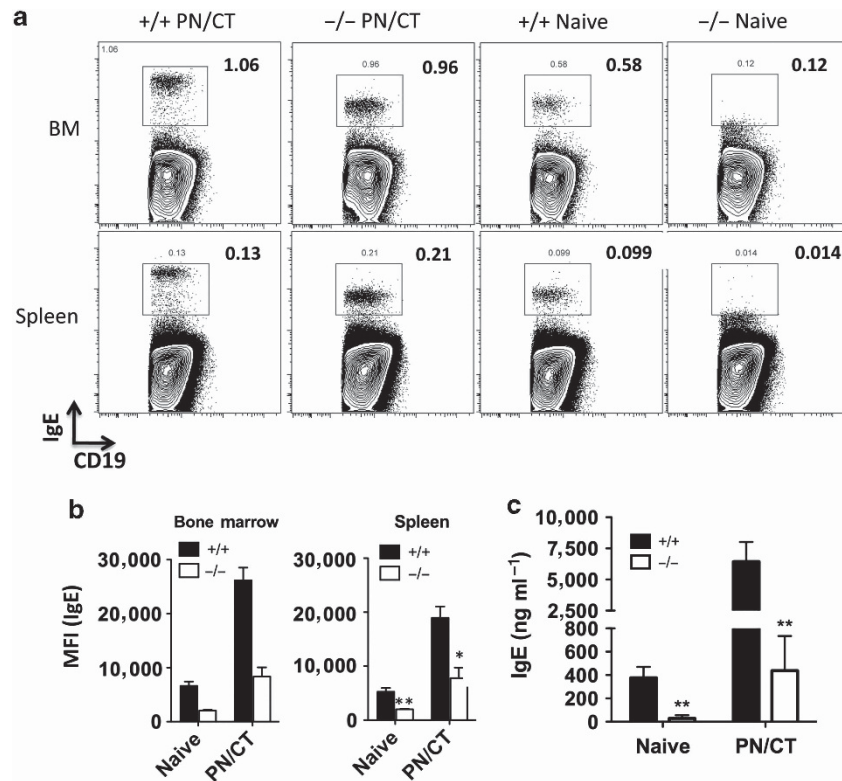 a
+/+ PN/CT −/− PN/CT +/+ Naive −/− Naive
BM
1.06 1.06 0.96 0.96 0.58 0.58 0.12 0.12
Spleen
0.13 0.13 0.21 0.21 0.099 0.099 0.014 0.014
IgE
CD19
b
Bone marrow
+/+
−/−
MFI (IgE)
30,000
20,000
10,000
0
Naive PN/CT
Spleen
+/+
−/−
30,000
20,000
10,000
0
**
*
Naive PN/CT
c
+/+
−/−
IgE (ng ml⁻¹)
10,000
7,500
5,000
2,500
800
600
400
200
0
**
**
Naive PN/CT